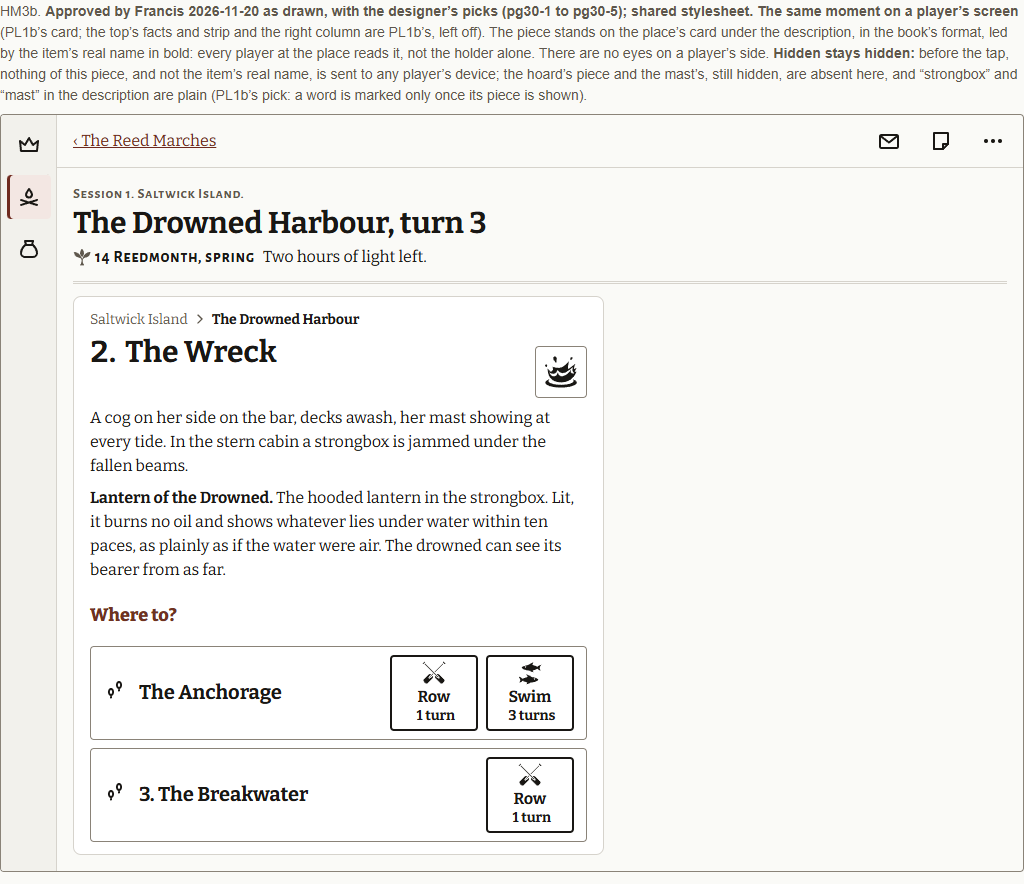 HM3b. Approved by Francis 2026-11-20 as drawn, with the designer’s picks (pg30-1 to pg30-5); shared stylesheet. The same moment on a player’s screen
(PL1b’s card; the top’s facts and strip and the right column are PL1b’s, left off). The piece stands on the place’s card under the description, in the book’s format, led
by the item’s real name in bold: every player at the place reads it, not the holder alone. There are no eyes on a player’s side. Hidden stays hidden: before the tap,
nothing of this piece, and not the item’s real name, is sent to any player’s device; the hoard’s piece and the mast’s, still hidden, are absent here, and “strongbox” and
“mast” in the description are plain (PL1b’s pick: a word is marked only once its piece is shown).
‹ The Reed Marches
Session 1. Saltwick Island.
The Drowned Harbour, turn 3
14 Reedmonth, spring Two hours of light left.
Saltwick Island > The Drowned Harbour
2. The Wreck
A cog on her side on the bar, decks awash, her mast showing at
every tide. In the stern cabin a strongbox is jammed under the
fallen beams.
Lantern of the Drowned. The hooded lantern in the strongbox. Lit,
it burns no oil and shows whatever lies under water within ten
paces, as plainly as if the water were air. The drowned can see its
bearer from as far.
Where to?
The Anchorage
Row
1 turn
Swim
3 turns
3. The Breakwater
Row
1 turn